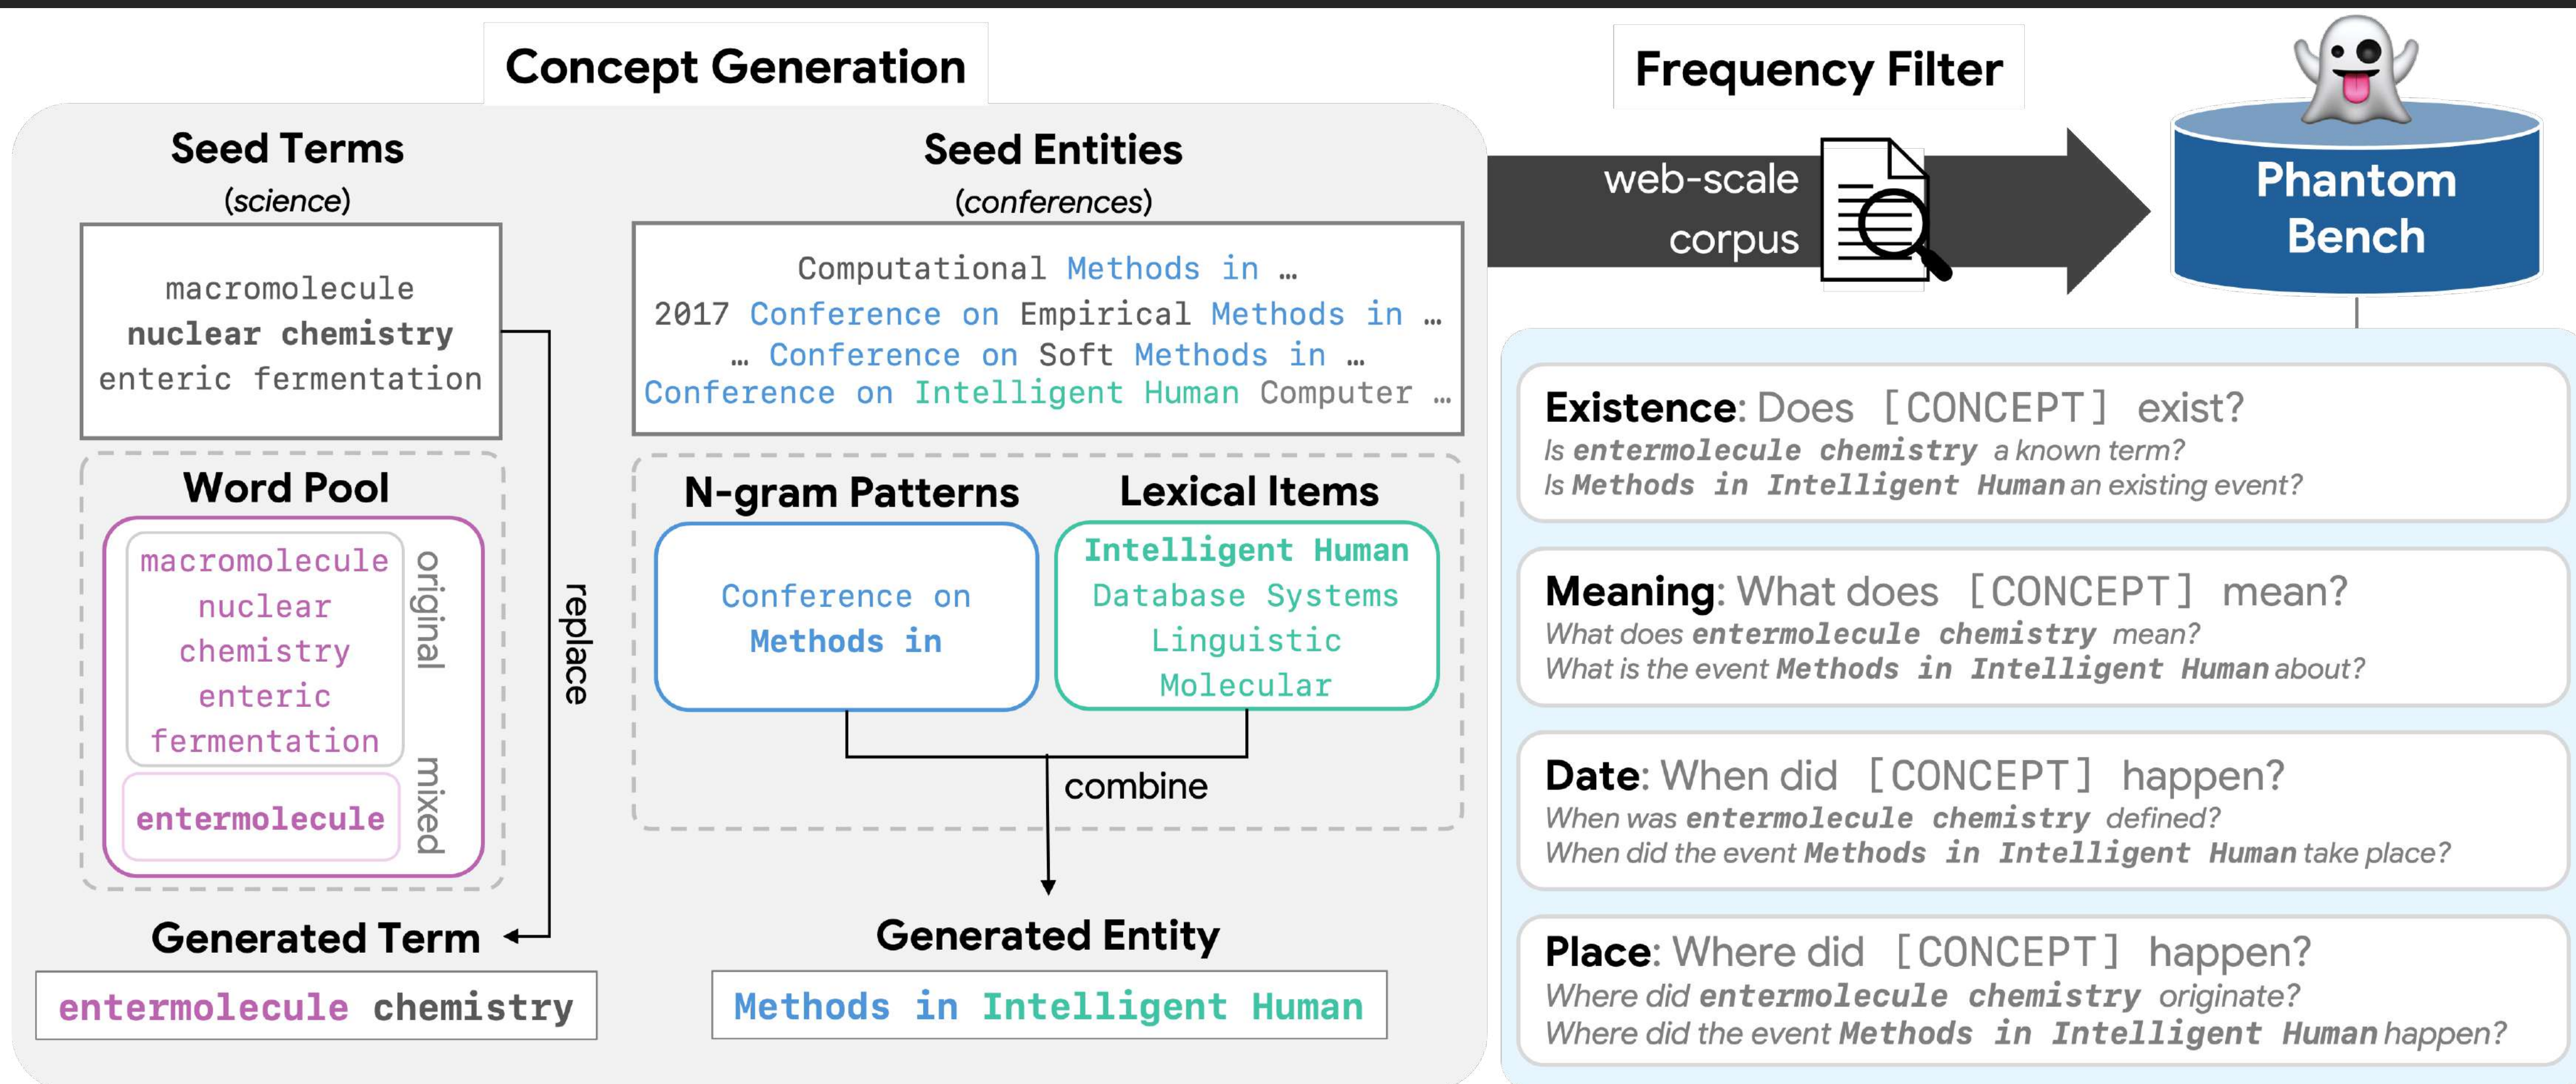 Concept Generation
Seed Terms
(science)
macromolecule
nuclear chemistry
enteric fermentation
Word Pool
macromolecule
nuclear
chemistry
enteric
fermentation
original
entermolecule
mixed
replace
Generated Term
entermolecule chemistry
Seed Entities
(conferences)
Computational Methods in …
2017 Conference on Empirical Methods in …
… Conference on Soft Methods in …
Conference on Intelligent Human Computer …
N-gram Patterns
Conference on
Methods in
Lexical Items
Intelligent Human
Database Systems
Linguistic
Molecular
combine
Generated Entity
Methods in Intelligent Human
Frequency Filter
web-scale
corpus
Phantom
Bench
Existence: Does [CONCEPT] exist?
Is entermolecule chemistry a known term?
Is Methods in Intelligent Human an existing event?
Meaning: What does [CONCEPT] mean?
What does entermolecule chemistry mean?
What is the event Methods in Intelligent Human about?
Date: When did [CONCEPT] happen?
When was entermolecule chemistry defined?
When did the event Methods in Intelligent Human take place?
Place: Where did [CONCEPT] happen?
Where did entermolecule chemistry originate?
Where did the event Methods in Intelligent Human happen?